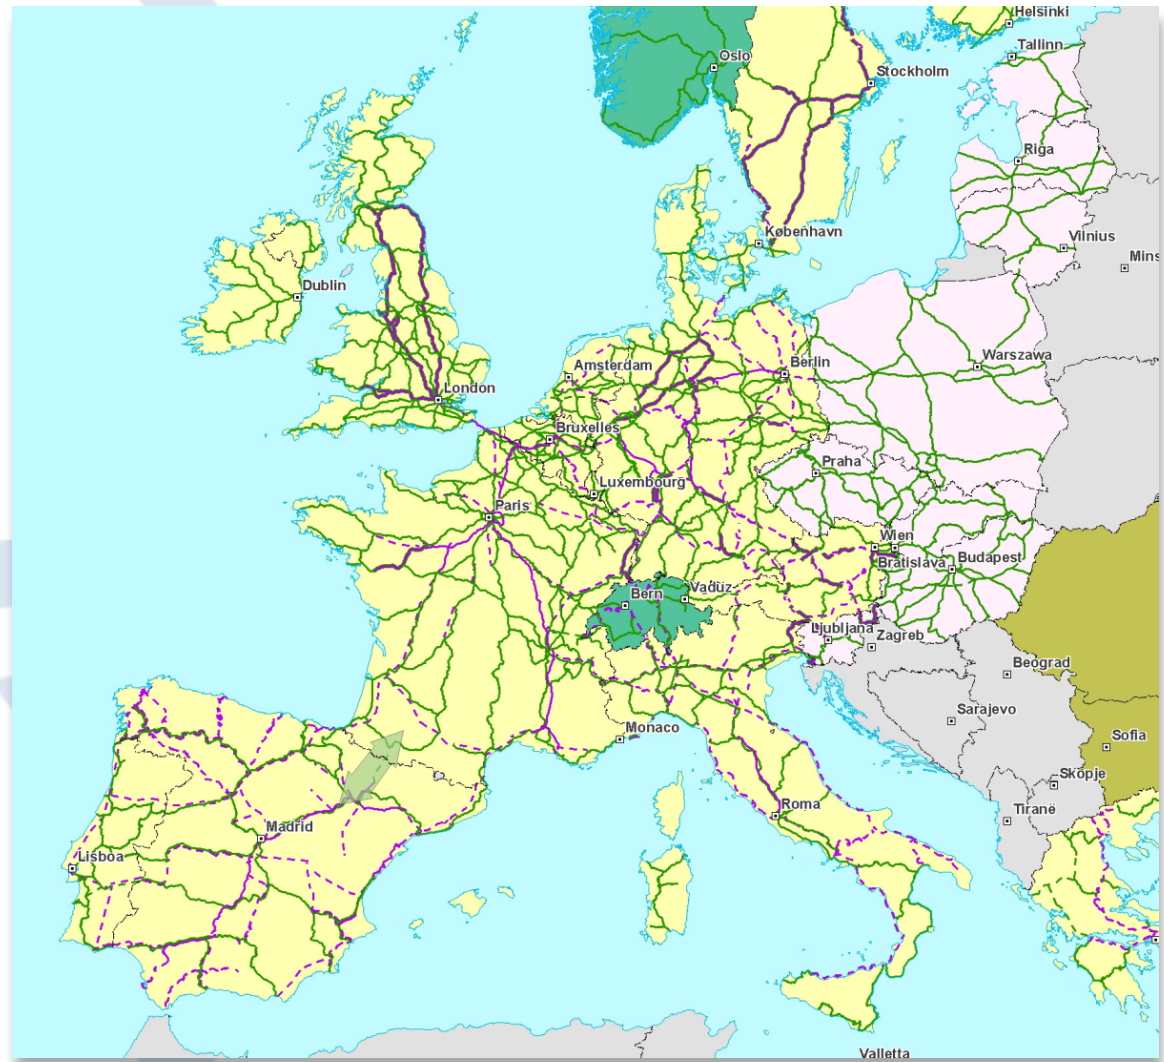 Helsinki
Oslo
Tallinn
Stockholm
Riga
København
Vilnius
Mins
Dublin
Warszawa
Amsterdam
Berlin
London
Bruxelles
Praha
Luxembourg
Paris
Wien
Bratislava
Budapest
Vaduz
Bern
Ljubljana
Zagreb
Beograd
Sarajevo
Monaco
Sofia
Skopje
Roma
Tiranë
Madrid
Lisboa
Valletta